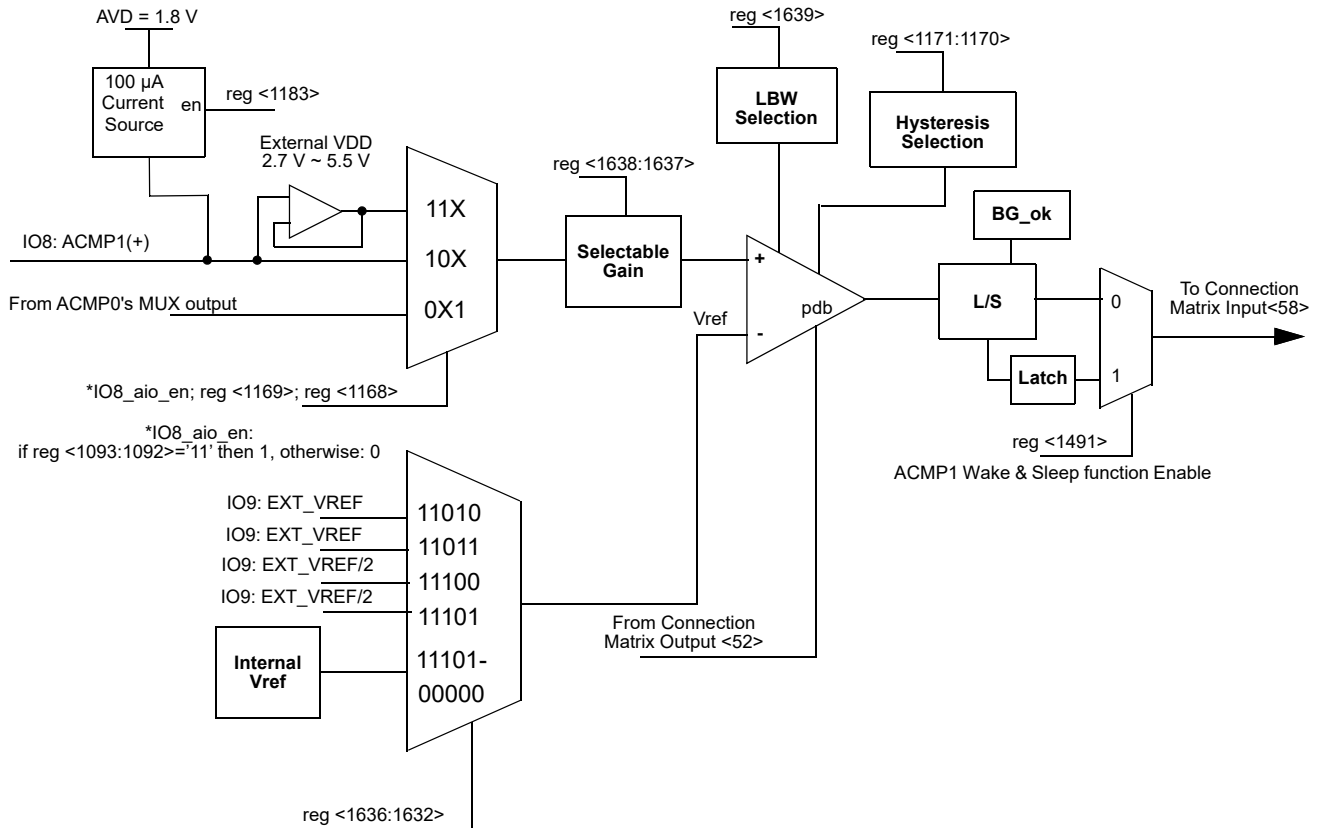 AVD = 1.8 V
100 µA
Current
Source
en
reg <1183>
External VDD
2.7 V ~ 5.5 V
IO8: ACMP1(+)
From ACMP0's MUX output
11X
10X
0X1
*IO8_aio_en; reg <1169>; reg <1168>
*IO8_aio_en:
if reg <1093:1092>='11' then 1, otherwise: 0
reg <1638:1637>
Selectable
Gain
reg <1639>
LBW
Selection
reg <1171:1170>
Hysteresis
Selection
+
-
pdb
Vref
BG_ok
L/S
Latch
0
1
To Connection
Matrix Input<58>
reg <1491>
ACMP1 Wake & Sleep function Enable
IO9: EXT_VREF
IO9: EXT_VREF
IO9: EXT_VREF/2
IO9: EXT_VREF/2
Internal
Vref
11010
11011
11100
11101
11101-
00000
From Connection
Matrix Output <52>
reg <1636:1632>